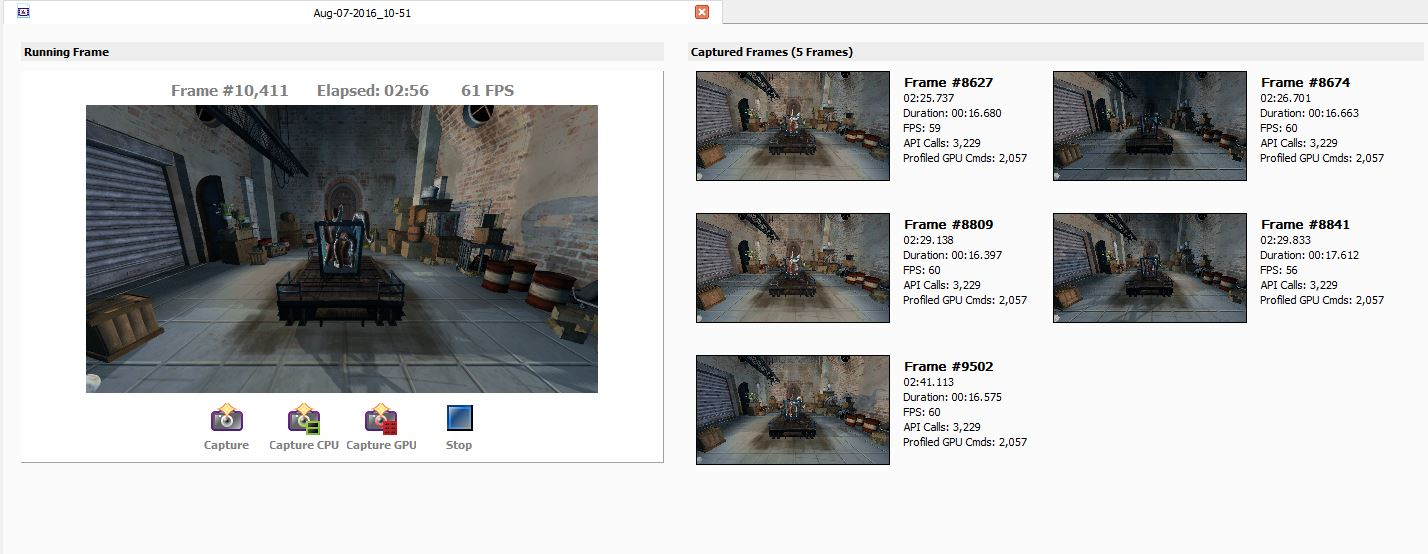 Aug-07-2016_10-51
Running Frame
Frame #10,411 Elapsed: 02:56 61 FPS
Capture Capture CPU Capture GPU Stop
Captured Frames (5 Frames)
Frame #8627
02:25.737
Duration: 00:16.680
FPS: 59
API Calls: 3,229
Profiled GPU Cmds: 2,057
Frame #8674
02:26.701
Duration: 00:16.663
FPS: 60
API Calls: 3,229
Profiled GPU Cmds: 2,057
Frame #8809
02:29.138
Duration: 00:16.397
FPS: 60
API Calls: 3,229
Profiled GPU Cmds: 2,057
Frame #8841
02:29.833
Duration: 00:17.612
FPS: 56
API Calls: 3,229
Profiled GPU Cmds: 2,057
Frame #9502
02:41.113
Duration: 00:16.575
FPS: 60
API Calls: 3,229
Profiled GPU Cmds: 2,057